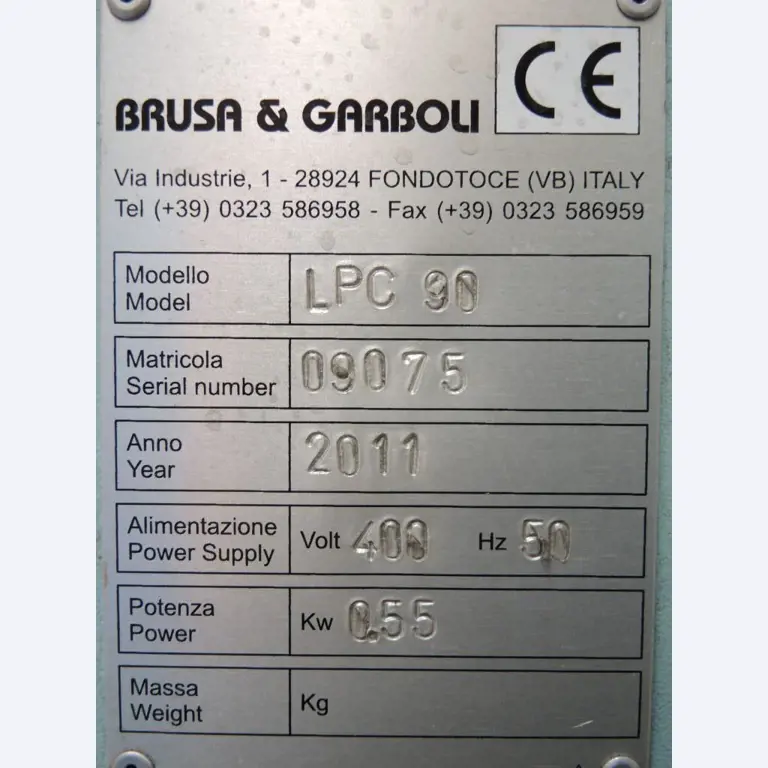 CE
BRUSA & GARBOLI
Via Industrie, 1 - 28924 FONDOTOCE (VB) ITALY
Tel (+39) 0323 586958 - Fax (+39) 0323 586959
Modello
Model
LPC 90
Matricola
Serial number
09075
Anno
Year
2011
Alimentazione
Power Supply
Volt 400 Hz 50
Potenza
Power
Kw 0.55
Massa
Weight
Kg